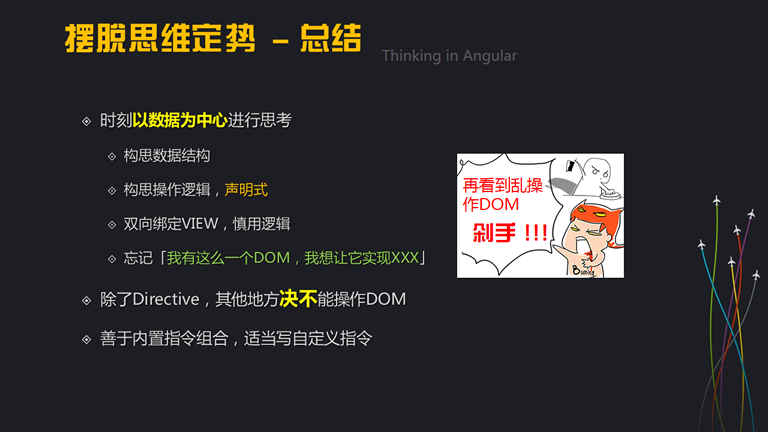 摆脱思维定势 – 总结
Thinking in Angular
时刻以数据为中心进行思考
构思数据结构
构思操作逻辑，声明式
双向绑定VIEW，慎用逻辑
忘记「我有这么一个DOM，我想让它实现XXX」
除了Directive，其他地方决不能操作DOM
善于内置指令组合，适当写自定义指令
再看到乱操
作DOM
剁手 !!!